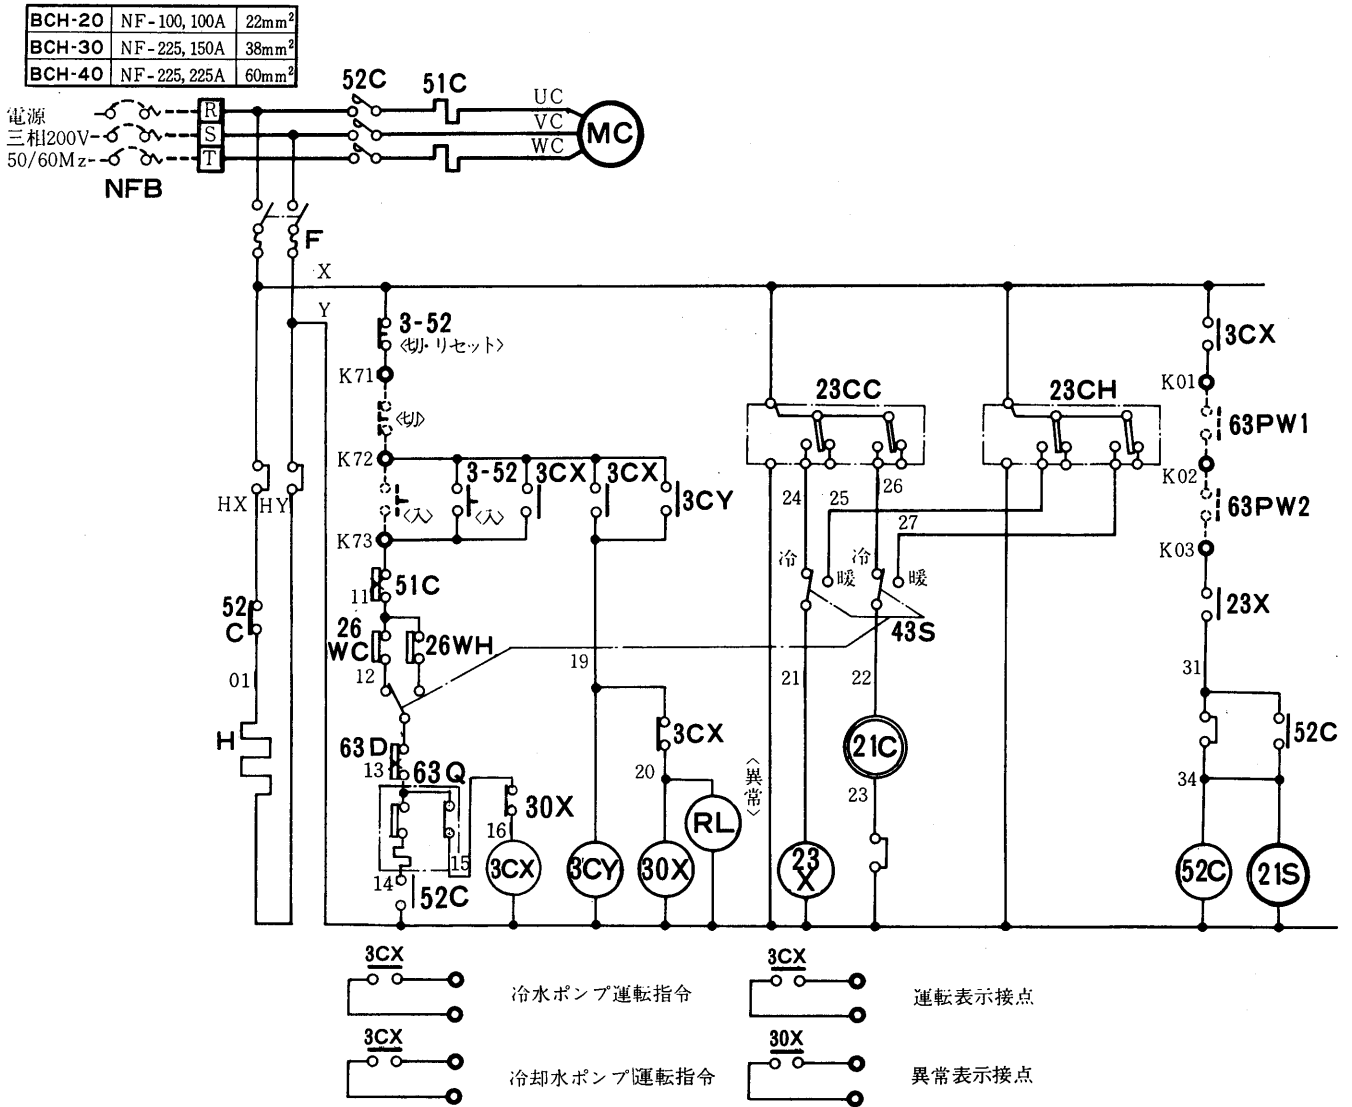 BCH-20 NF-100, 100A 22mm²
BCH-30 NF-225, 150A 38mm²
BCH-40 NF-225, 225A 60mm²
電源
三相200V
50/60Mz
NFB
R
S
T
52C
51C
UC
VC
WC
MC
F
X
Y
3-52
〈切・リセット〉
K71
〈切〉
K72
〈入〉
3-52
〈入〉
3CX
3CX
3CY
K73
51C
11
26
WC
26WH
12
63D
13
63Q
15
14
52C
30X
16
3CX
19
3CY
3CX
20
30X
RL
〈異常〉
HX
HY
52
C
01
H
23CC
23CH
24
25
26
27
冷
暖
冷
暖
43S
21
22
21C
23
23
X
3CX
K01
63PW1
K02
63PW2
K03
23X
31
52C
34
52C
21S
3CX
冷水ポンプ運転指令
3CX
運転表示接点
3CX
冷却水ポンプ運転指令
30X
異常表示接点